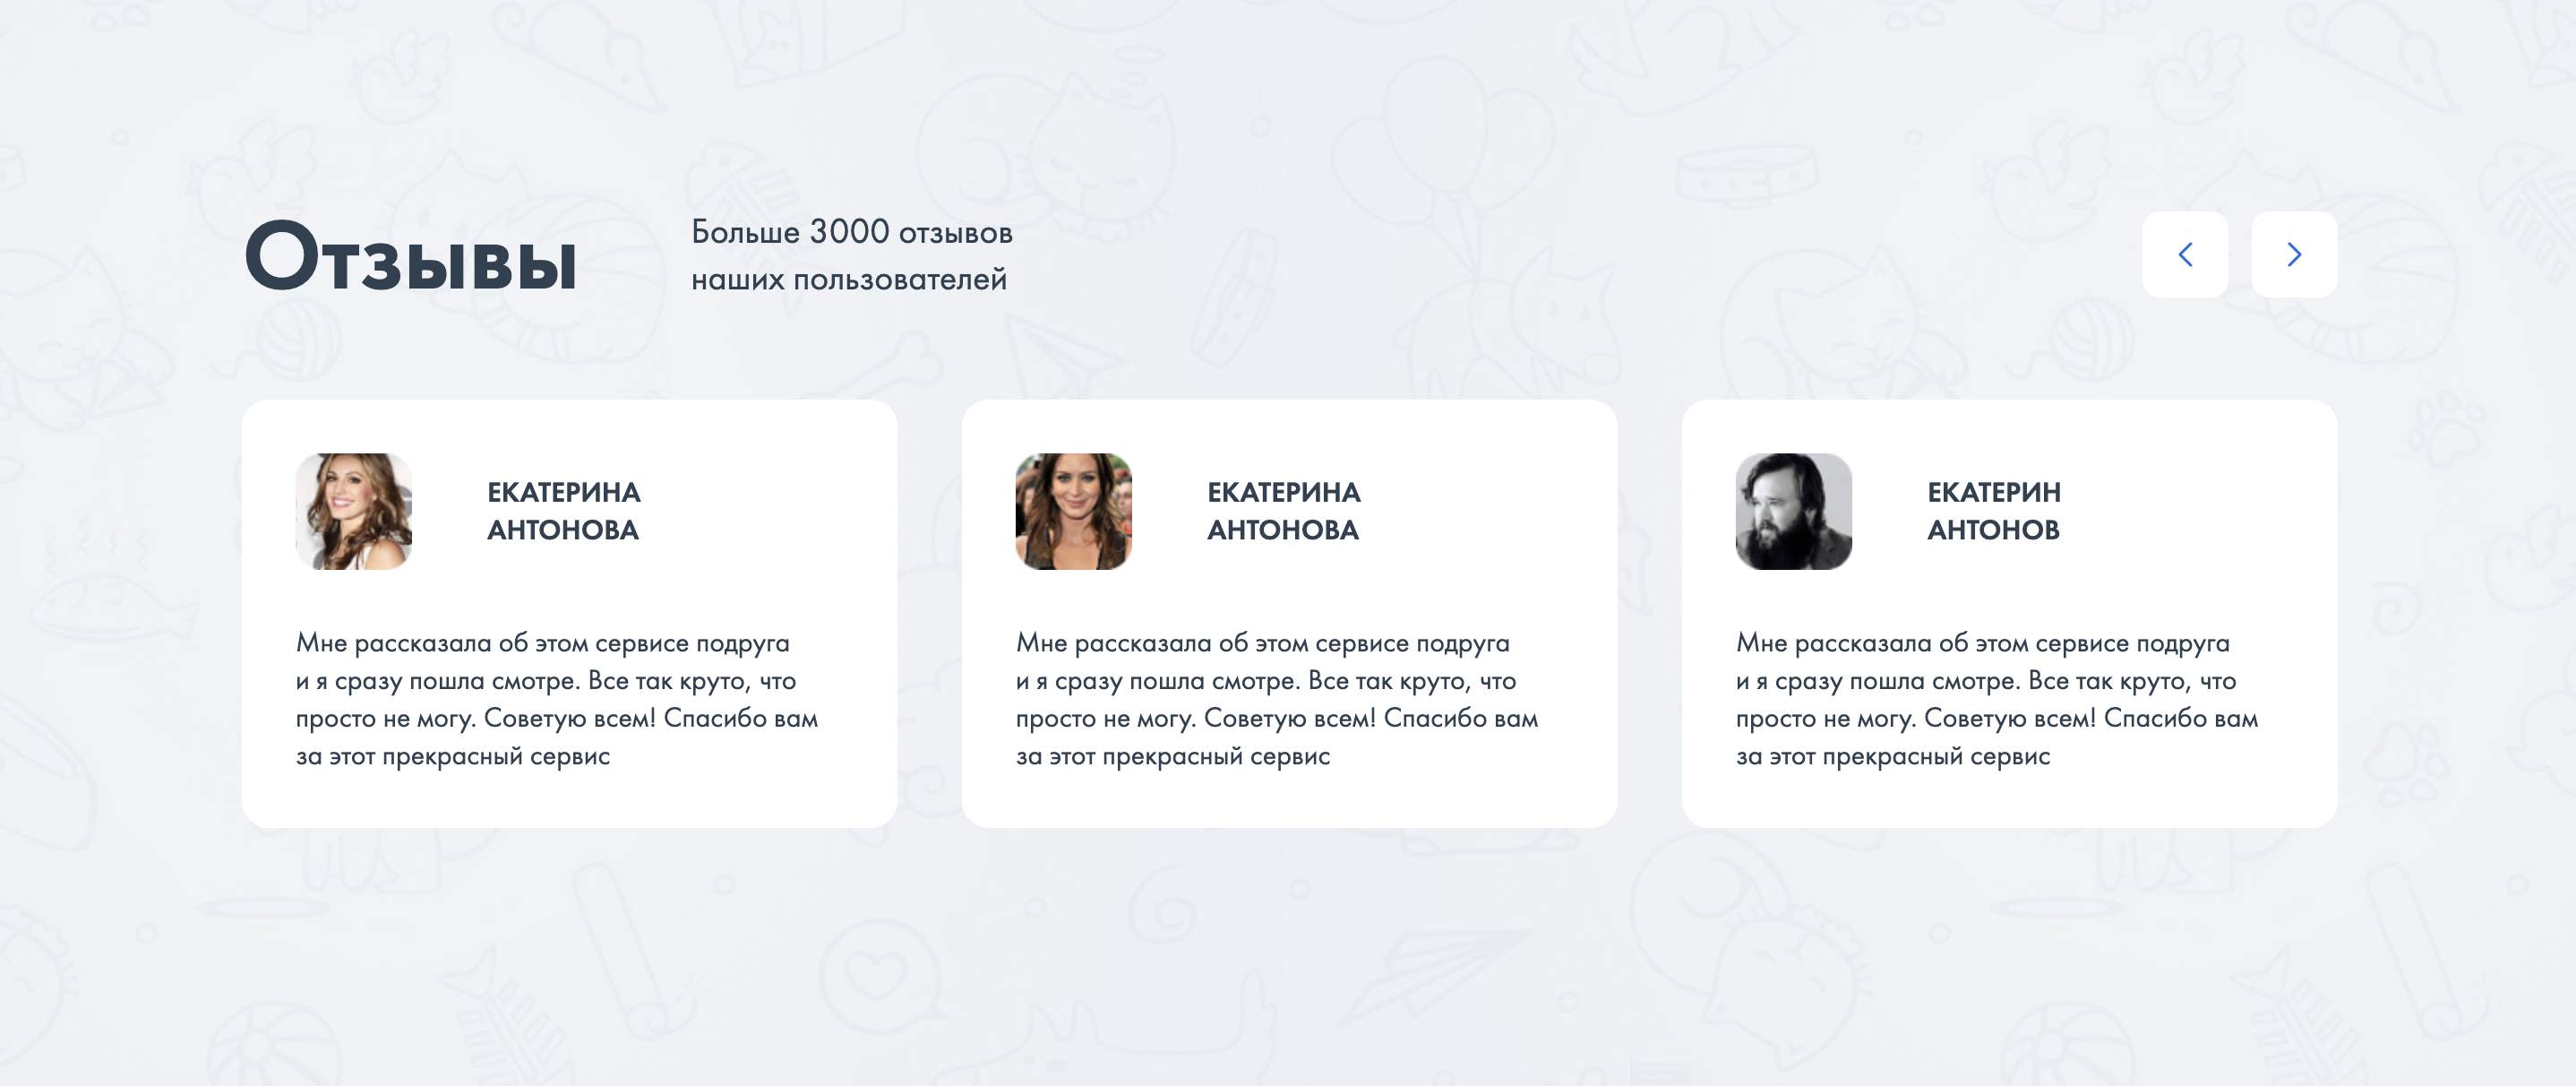 Отзывы
Больше 3000 отзывов
наших пользователей
ЕКАТЕРИНА
АНТОНОВА
Мне рассказала об этом сервисе подруга
и я сразу пошла смотре. Все так круто, что
просто не могу. Советую всем! Спасибо вам
за этот прекрасный сервис
ЕКАТЕРИНА
АНТОНОВА
Мне рассказала об этом сервисе подруга
и я сразу пошла смотре. Все так круто, что
просто не могу. Советую всем! Спасибо вам
за этот прекрасный сервис
ЕКАТЕРИН
АНТОНОВ
Мне рассказала об этом сервисе подруга
и я сразу пошла смотре. Все так круто, что
просто не могу. Советую всем! Спасибо вам
за этот прекрасный сервис